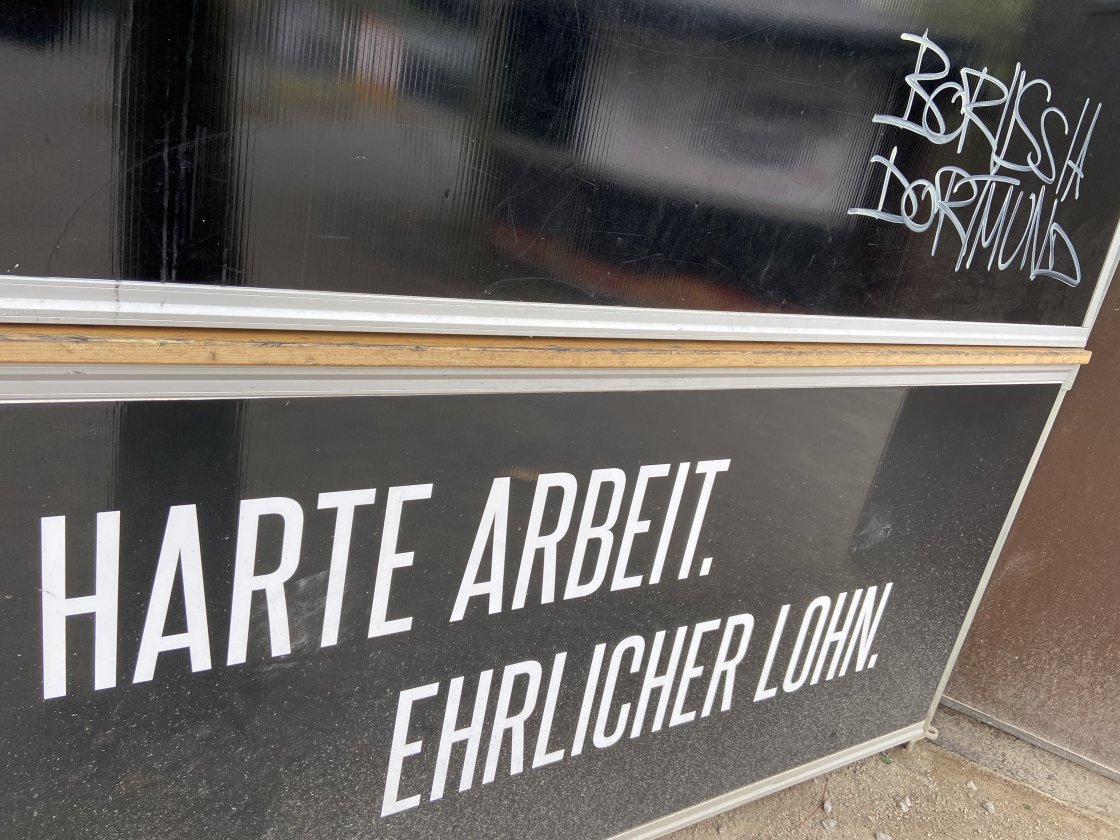 BORUSSIA
DORTMUND
HARTE ARBEIT.
EHRLICHER LOHN.